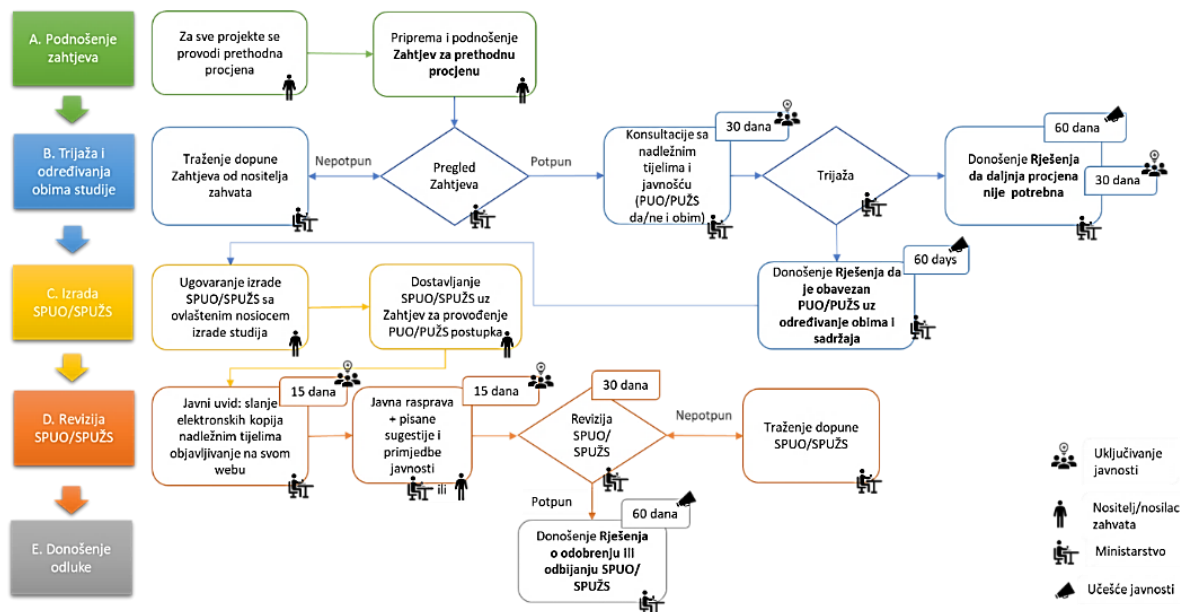 A. Podnošenje
zahtjeva
Za sve projekte se
provodi prethodna
procjena
Priprema i podnošenje
Zahtjev za prethodnu
procjenu
B. Trijaža i
određivanja
obima studije
Traženje dopune
Zahtjeva od nositelja
zahvata
Nepotpun
Pregled
Zahtjeva
Potpun
30 dana
Konsultacije sa
nadležnim
tijelima i
javnošću
(PUO/PUŽS
da/ne i obim)
Trijaža
60 dana
Donošenje Rješenja
da daljnja procjena
nije potrebna
30 dana
C. Izrada
SPUO/SPUŽS
Ugovaranje izrade
SPUO/SPUŽS sa
ovlaštenim nosiocem
izrade studija
Dostavljanje
SPUO/SPUŽS uz
Zahtjev za provođenje
PUO/PUŽS postupka
60 days
Donošenje Rješenja da
je obavezan
PUO/PUŽS uz
određivanje obima i
sadržaja
D. Revizija
SPUO/SPUŽS
15 dana
Javni uvid: slanje
elektronskih kopija
nadležnim tijelima
objavljivanje na svom
webu
15 dana
Javna rasprava
+ pisane
sugestije i
primjedbe
javnosti
ili
30 dana
Revizija
SPUO/
SPUŽS
Nepotpun
Traženje dopune
SPUO/SPUŽS
Potpun
E. Donošenje
odluke
60 dana
Donošenje Rješenja
o odobrenju III
odbijanju SPUO/
SPUŽS
Uključivanje
javnosti
Nositelj/nosilac
zahvata
Ministarstvo
Učešće javnosti